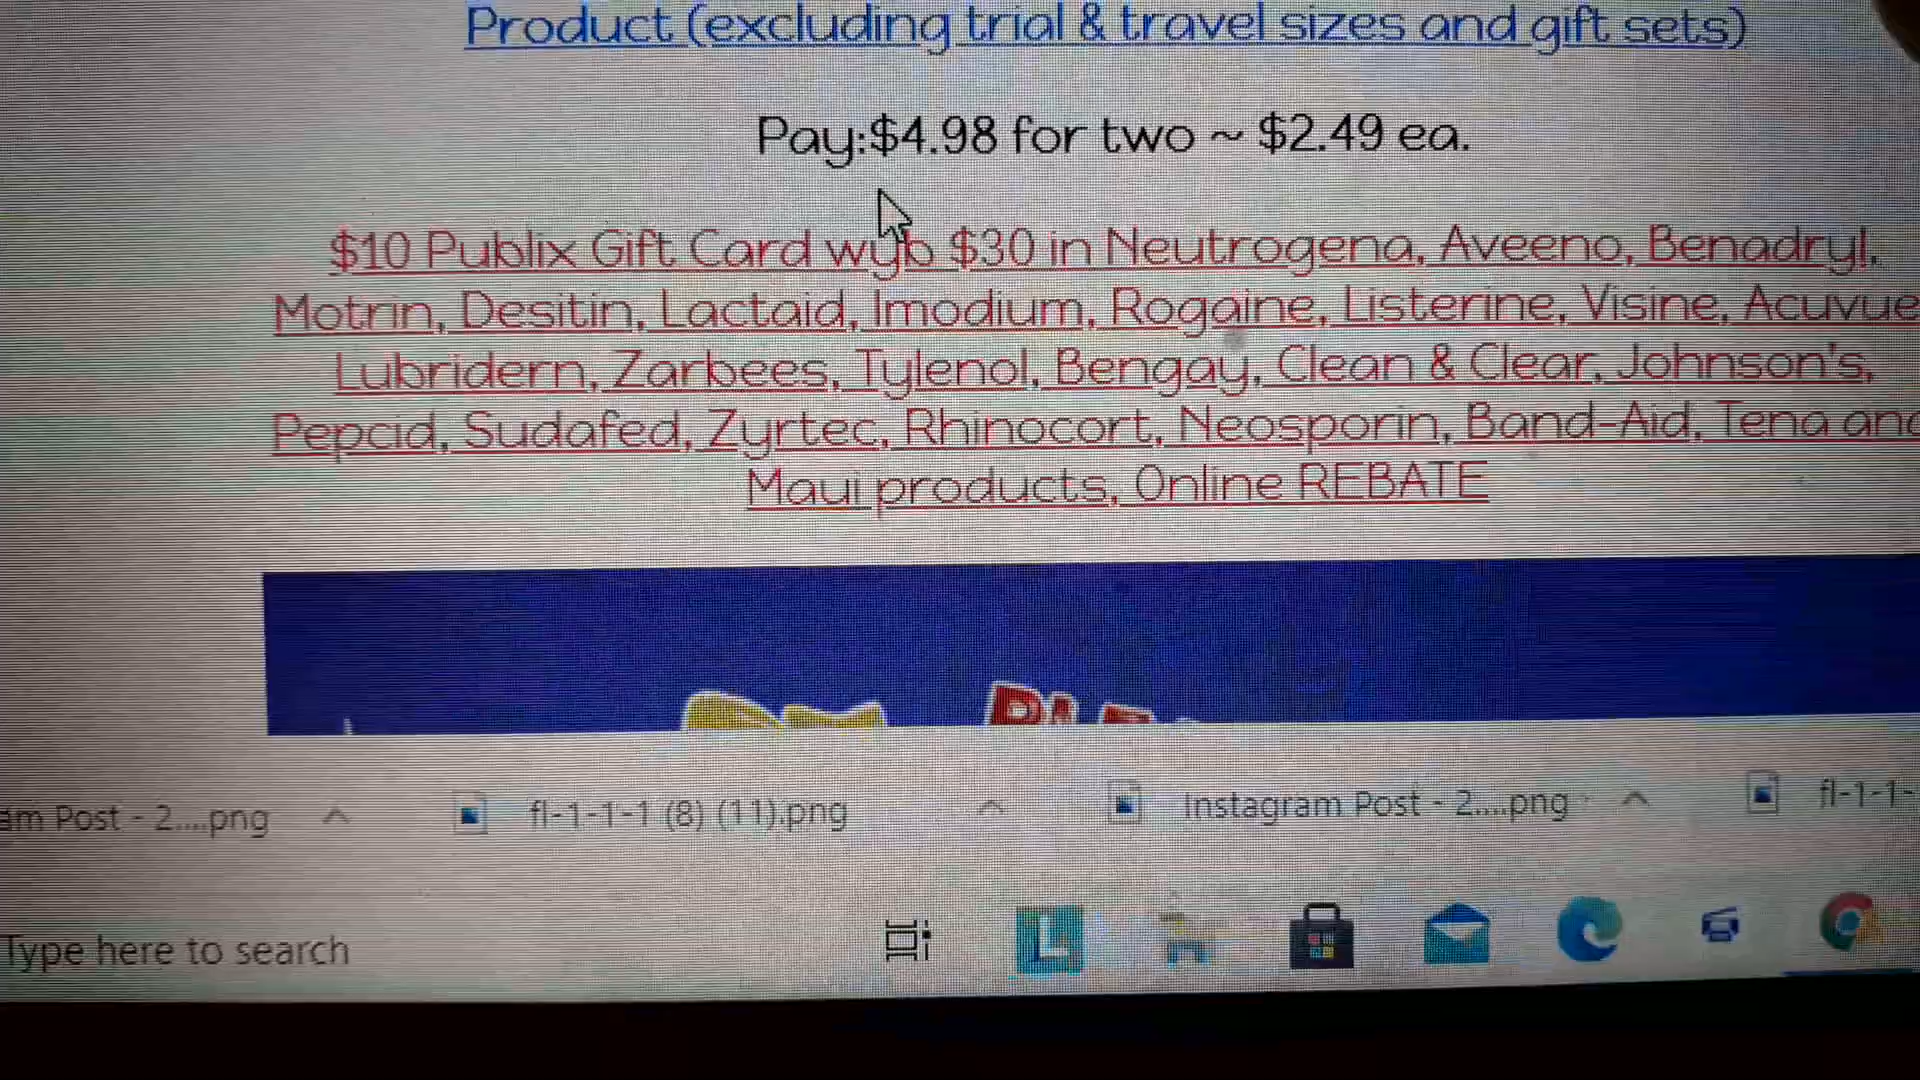 Product (excluding trial & travel sizes and gift sets)
Pay:$4.98 for two ~ $2.49 ea.
$10 Publix Gift Card wyb $30 in Neutrogena, Aveeno, Benadryl,
Motrin, Desitin, Lactaid, Imodium, Rogaine, Listerine, Visine, Acuvue
Lubriderm, Zarbees, Tylenol, Bengay, Clean & Clear, Johnson's,
Pepcid, Sudafed, Zyrtec, Rhinocort, Neosporin, Band-Aid, Tena and
Maui products, Online REBATE
am Post - 2....png
fl-1-1-1 (8) (11).png
Instagram Post - 2....png
fl-1-1-
Type here to search
L